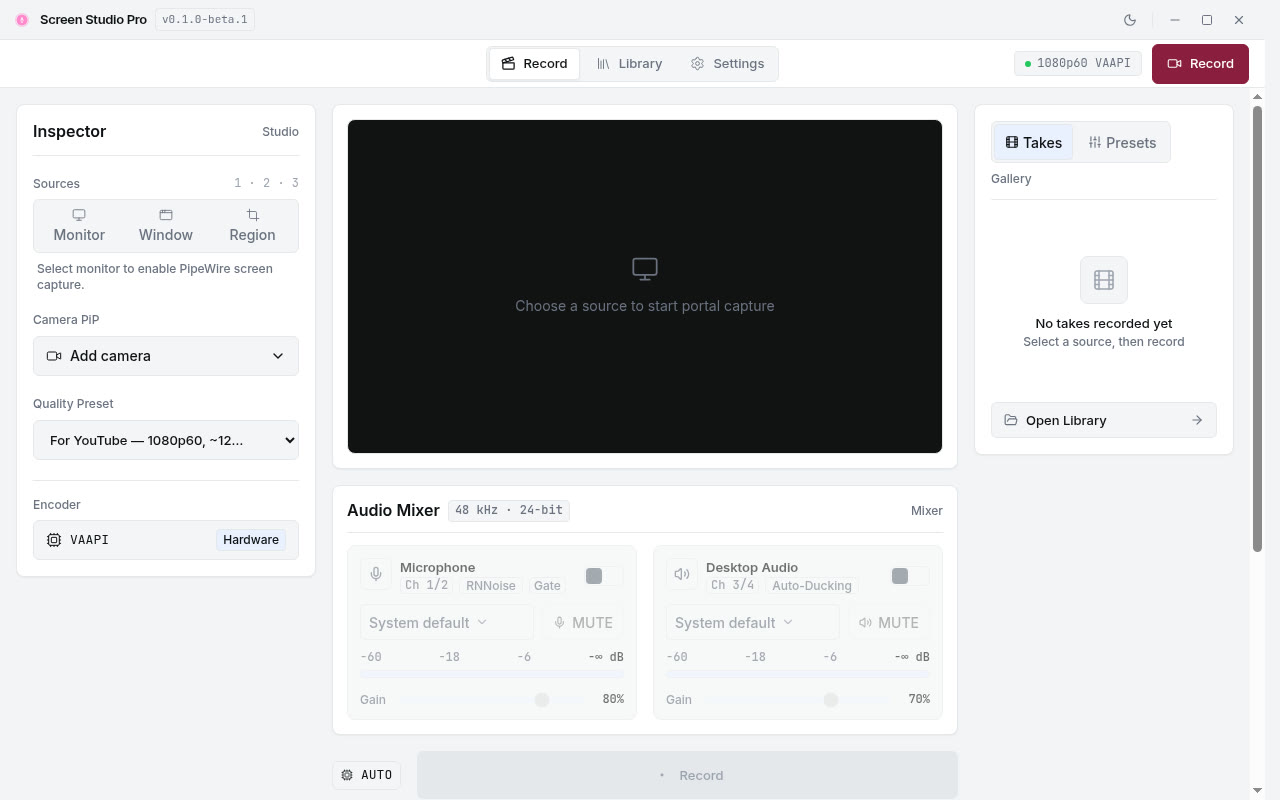 Screen Studio Pro v0.1.0-beta.1
Record Library Settings
1080p60 VAAPI
Record
Inspector Studio
Sources 1 · 2 · 3
Monitor Window Region
Select monitor to enable PipeWire screen
capture.
Camera PiP
Add camera
Quality Preset
For YouTube — 1080p60, ~12...
Encoder
VAAPI Hardware
Choose a source to start portal capture
Audio Mixer 48 kHz · 24-bit Mixer
Microphone
Ch 1/2 RNNoise Gate
System default MUTE
-60 -18 -6 -∞ dB
Gain 80%
Desktop Audio
Ch 3/4 Auto-Ducking
System default MUTE
-60 -18 -6 -∞ dB
Gain 70%
AUTO
Record
Takes Presets
Gallery
No takes recorded yet
Select a source, then record
Open Library